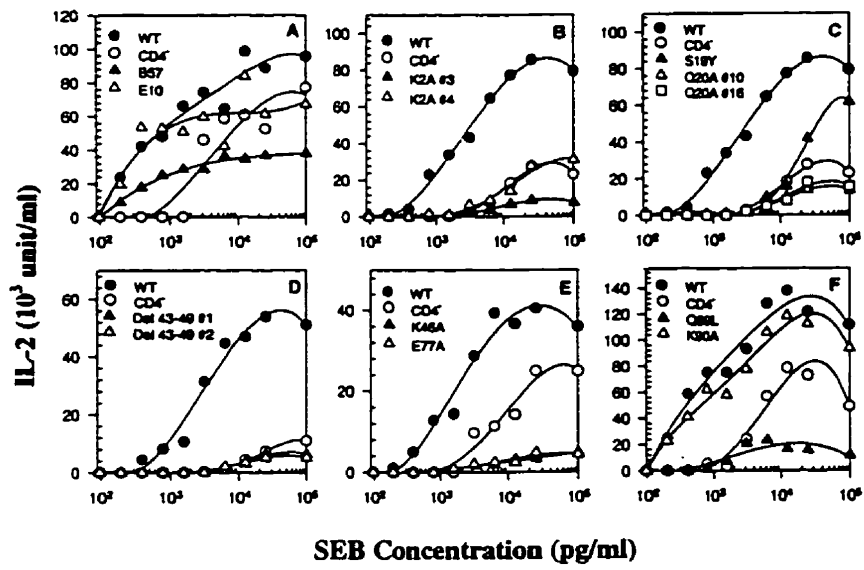 IL-2 (10³ unit/ml)
A
120
100
80
60
40
20
0
WT
CD4⁻
B57
E10
10² 10³ 10⁴ 10⁵
B
100
80
60
40
20
0
WT
CD4⁻
K2A #3
K2A #4
10² 10³ 10⁴ 10⁵
C
100
80
60
40
20
0
WT
CD4⁻
S19Y
Q20A #10
Q20A #16
10² 10³ 10⁴ 10⁵
D
60
40
20
0
WT
CD4⁻
Del 43-49 #1
Del 43-49 #2
10² 10³ 10⁴ 10⁵
E
40
20
0
WT
CD4⁻
K46A
E77A
10² 10³ 10⁴ 10⁵
F
140
120
100
80
60
40
20
0
WT
CD4⁻
Q89L
K90A
10² 10³ 10⁴ 10⁵
SEB Concentration (pg/ml)